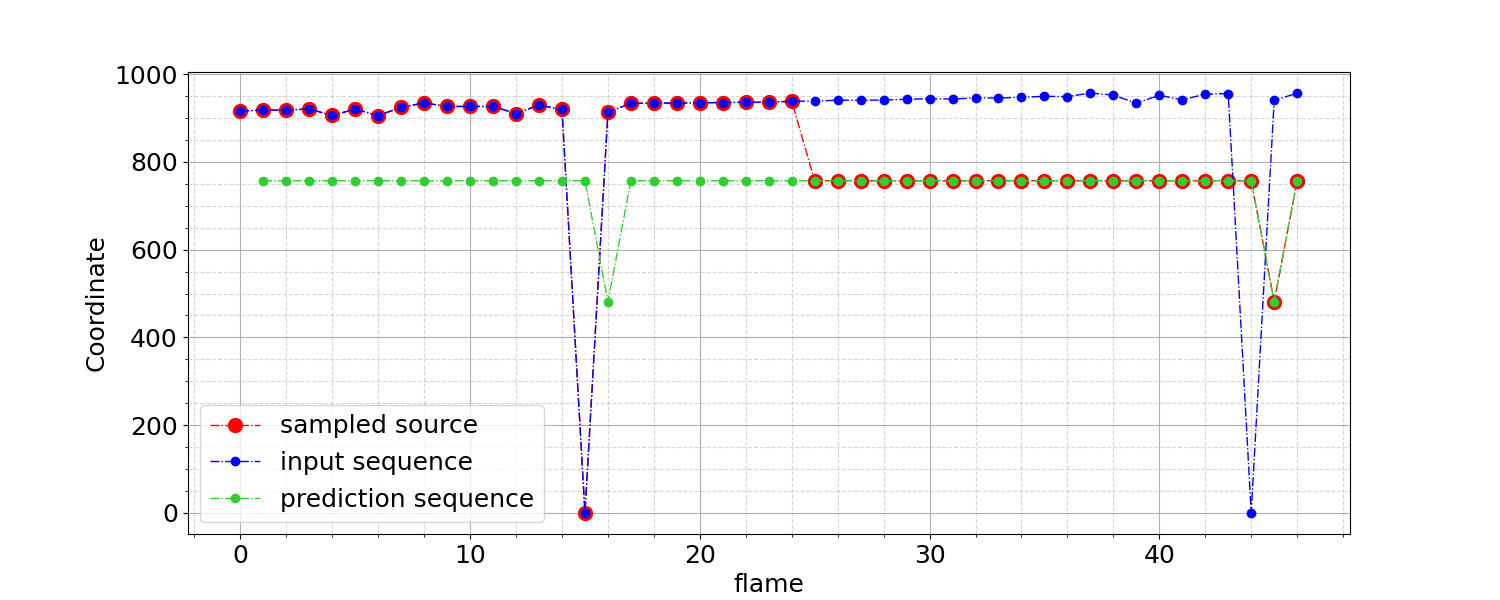 1000
800
600
400
200
0
Coordinate
sampled source
input sequence
prediction sequence
0 10 20 30 40
flame